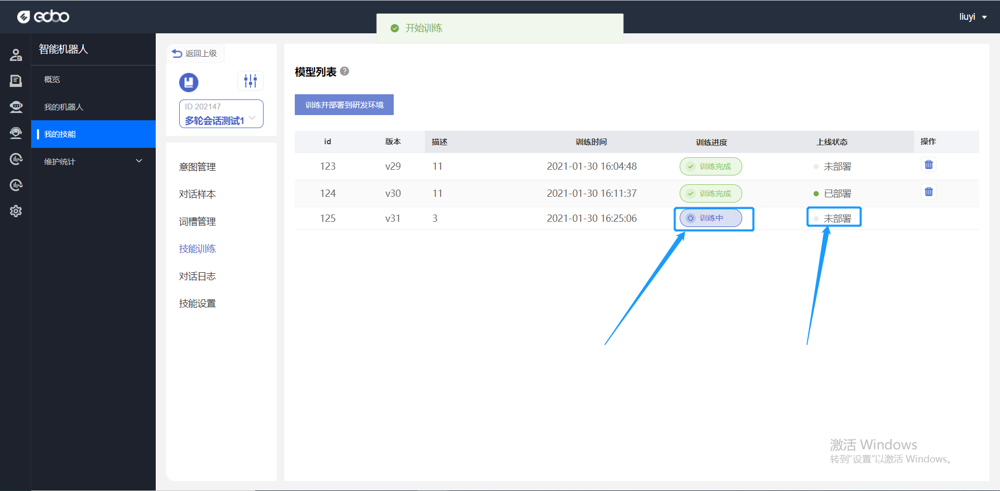 edoo
liuyi
开始训练
智能机器人
概览
我的机器人
我的技能
维护统计
返回上级
ID 202147
多轮会话测试1
意图管理
对话样本
词槽管理
技能训练
对话日志
技能设置
模型列表 ?
训练并部署到研发环境
id 版本 描述 训练时间 训练进度 上线状态 操作
123 v29 11 2021-01-30 16:04:48 训练完成 未部署
124 v30 11 2021-01-30 16:11:37 训练完成 已部署
125 v31 3 2021-01-30 16:25:06 训练中 未部署
激活 Windows
转到“设置”以激活 Windows。